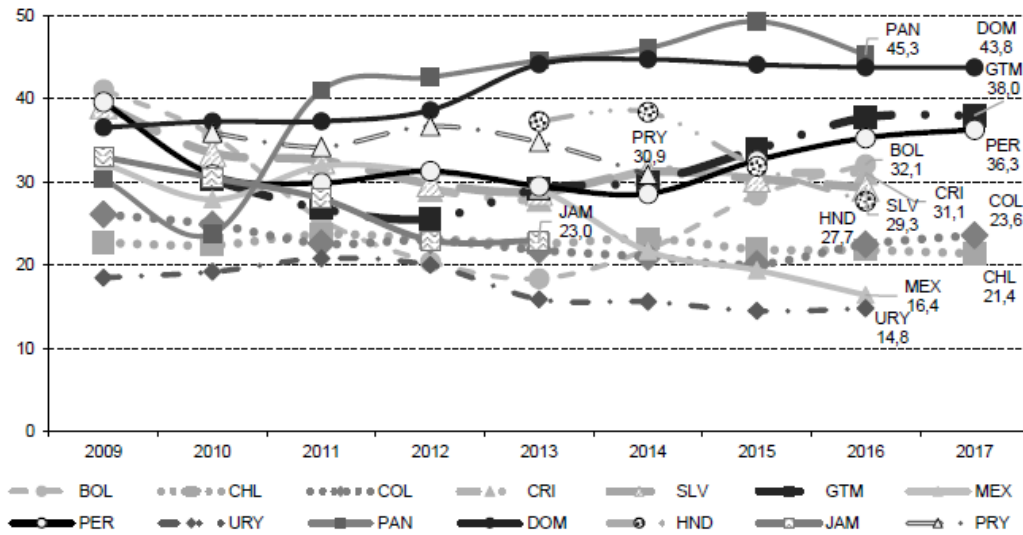 50
40
30
20
10
0
PAN
45,3
DOM
43,8
GTM
38,0
PRY
30,9
BOL
32,1
PER
36,3
JAM
23,0
HND
27,7
SLV
29,3
CRI
31,1
COL
23,6
MEX
16,4
CHL
21,4
URY
14,8
2009 2010 2011 2012 2013 2014 2015 2016 2017
BOL CHL COL CRI SLV GTM MEX
PER URY PAN DOM HND JAM PRY